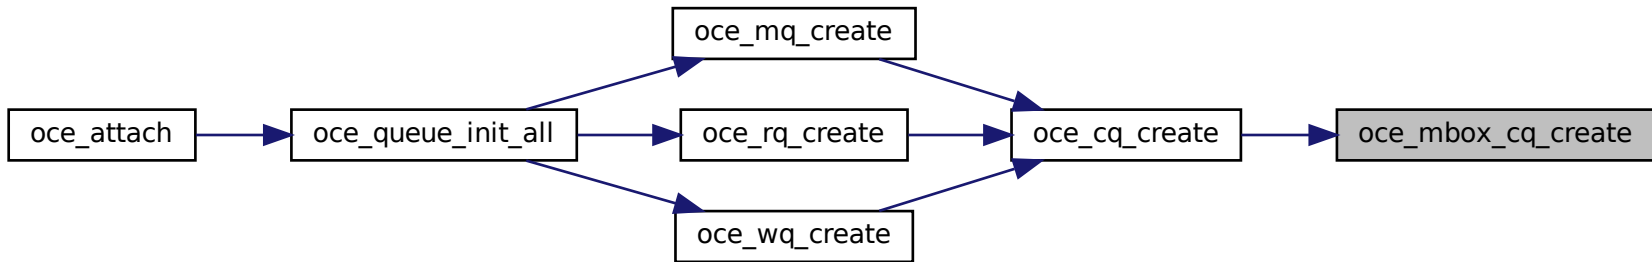 oce_mq_create
oce_attach
oce_queue_init_all
oce_rq_create
oce_cq_create
oce_mbox_cq_create
oce_wq_create